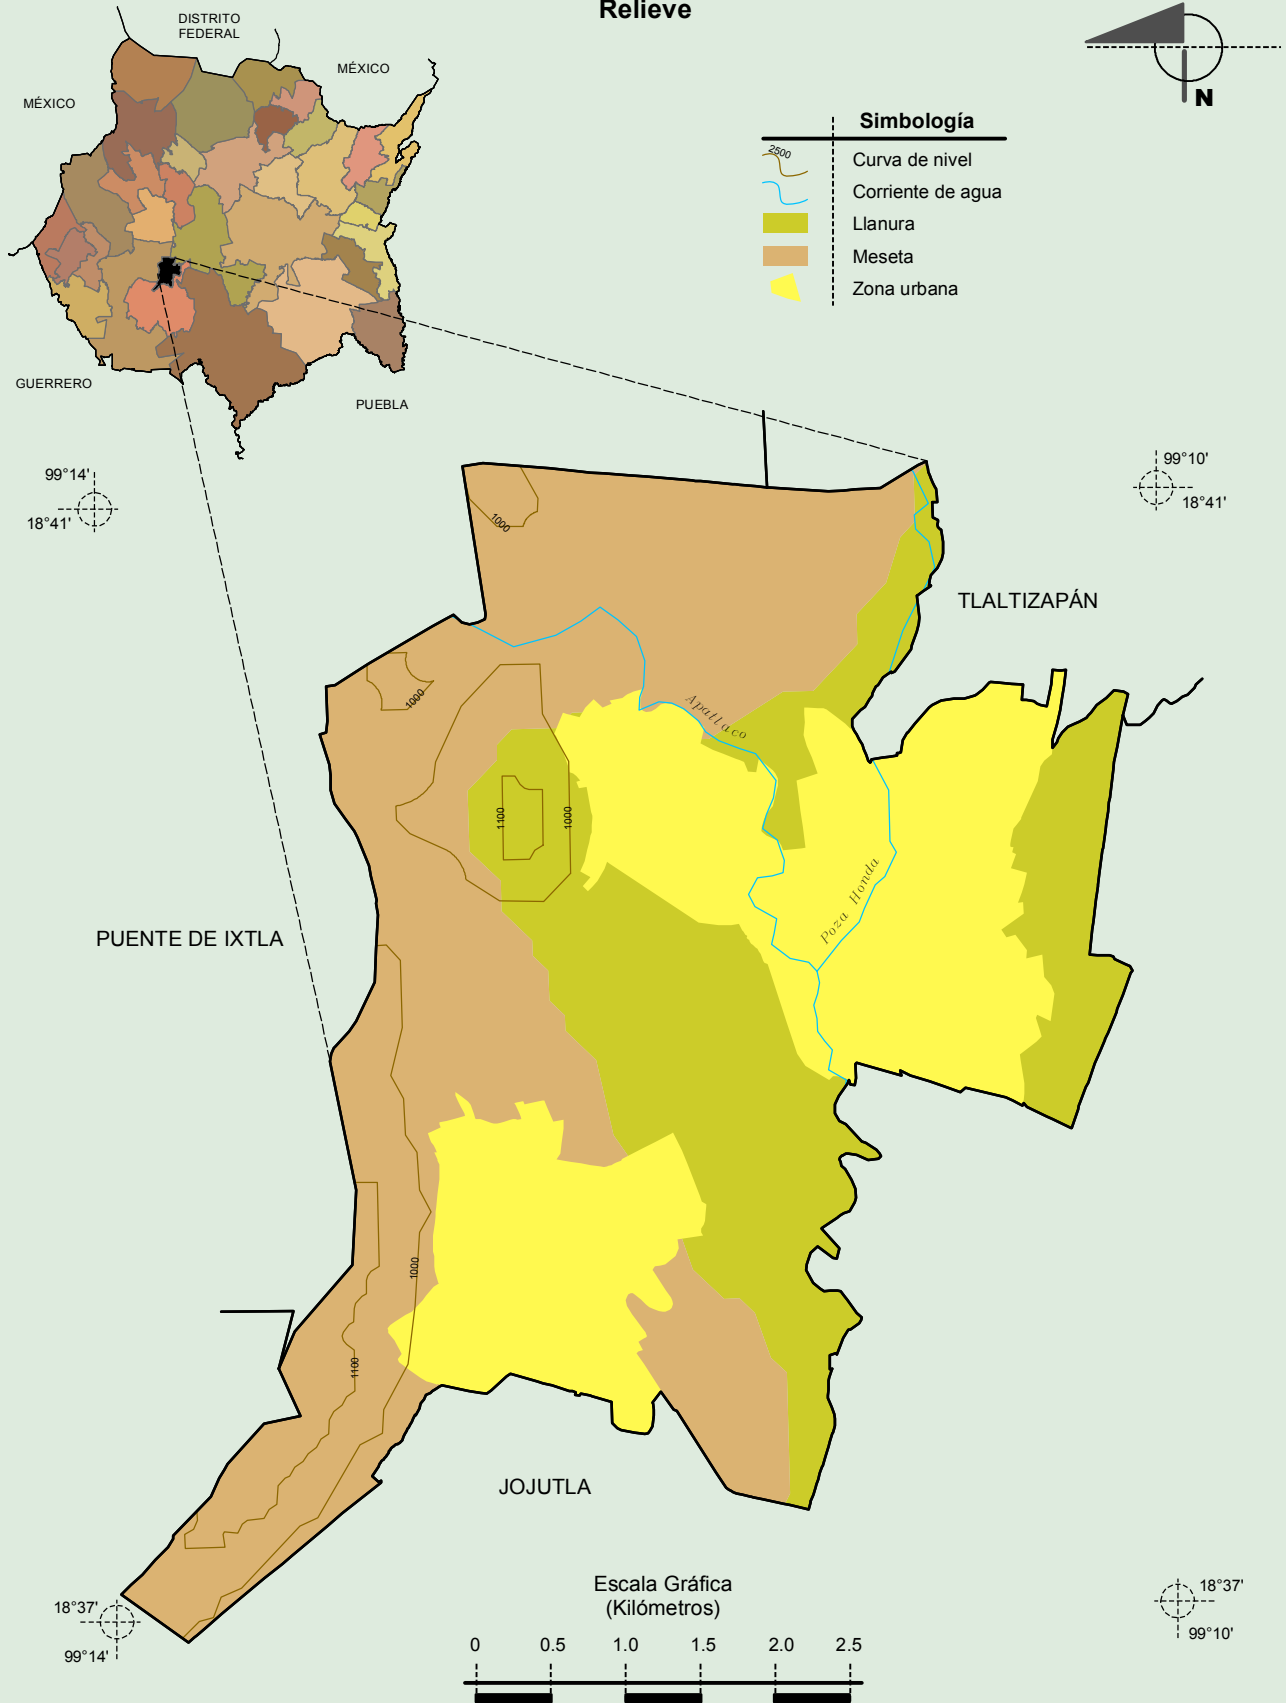 Relieve
DISTRITO
FEDERAL
MÉXICO
MÉXICO
GUERRERO
PUEBLA
N
Simbología
2500
Curva de nivel
Corriente de agua
Llanura
Meseta
Zona urbana
99°14'
18°41'
99°10'
18°41'
TLALTIZAPÁN
1000
1000
Apatlaco
1100
1000
Poza Honda
PUENTE DE IXTLA
1000
1100
JOJUTLA
Escala Gráfica
(Kilómetros)
0 0.5 1.0 1.5 2.0 2.5
18°37'
99°14'
18°37'
99°10'